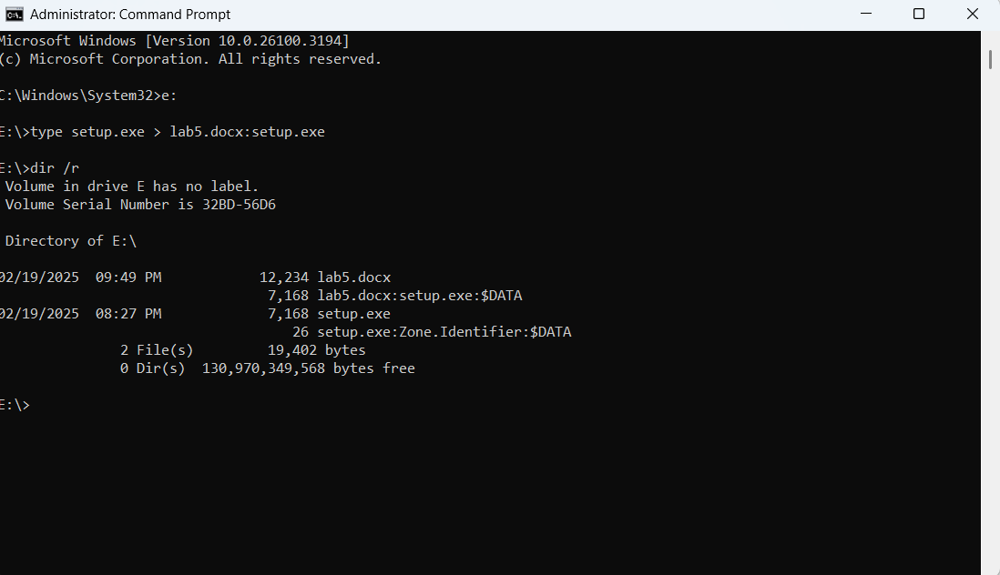 Administrator: Command Prompt
Microsoft Windows [Version 10.0.26100.3194]
(c) Microsoft Corporation. All rights reserved.
C:\Windows\System32>e:
E:\>type setup.exe > lab5.docx:setup.exe
E:\>dir /r
Volume in drive E has no label.
Volume Serial Number is 32BD-56D6
Directory of E:\
02/19/2025  09:49 PM            12,234 lab5.docx
7,168 lab5.docx:setup.exe:$DATA
02/19/2025  08:27 PM             7,168 setup.exe
26 setup.exe:Zone.Identifier:$DATA
2 File(s)         19,402 bytes
0 Dir(s)  130,970,349,568 bytes free
E:\>